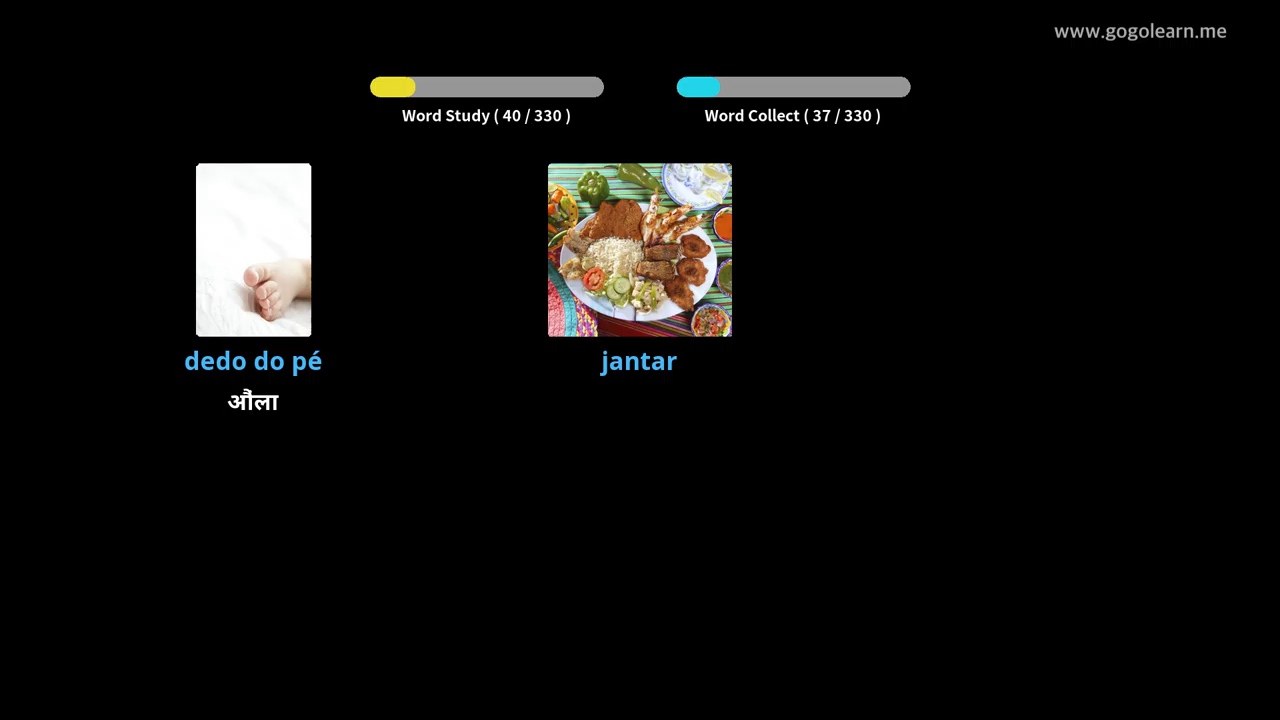 www.gogolearn.me
Word Study ( 40 / 330 )
Word Collect ( 37 / 330 )
dedo do pé
औंला
jantar